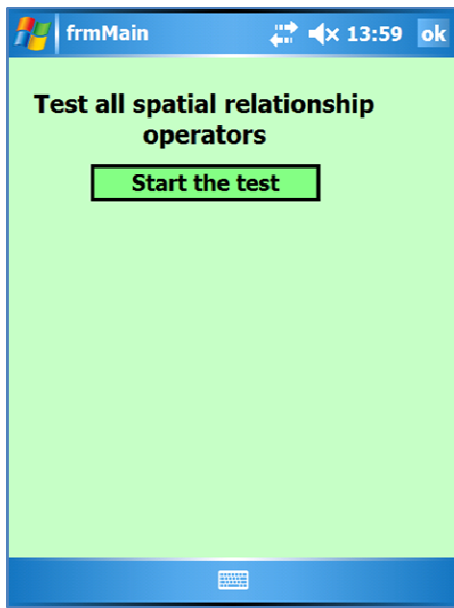 frmMain 13:59 ok
Test all spatial relationship
operators
Start the test